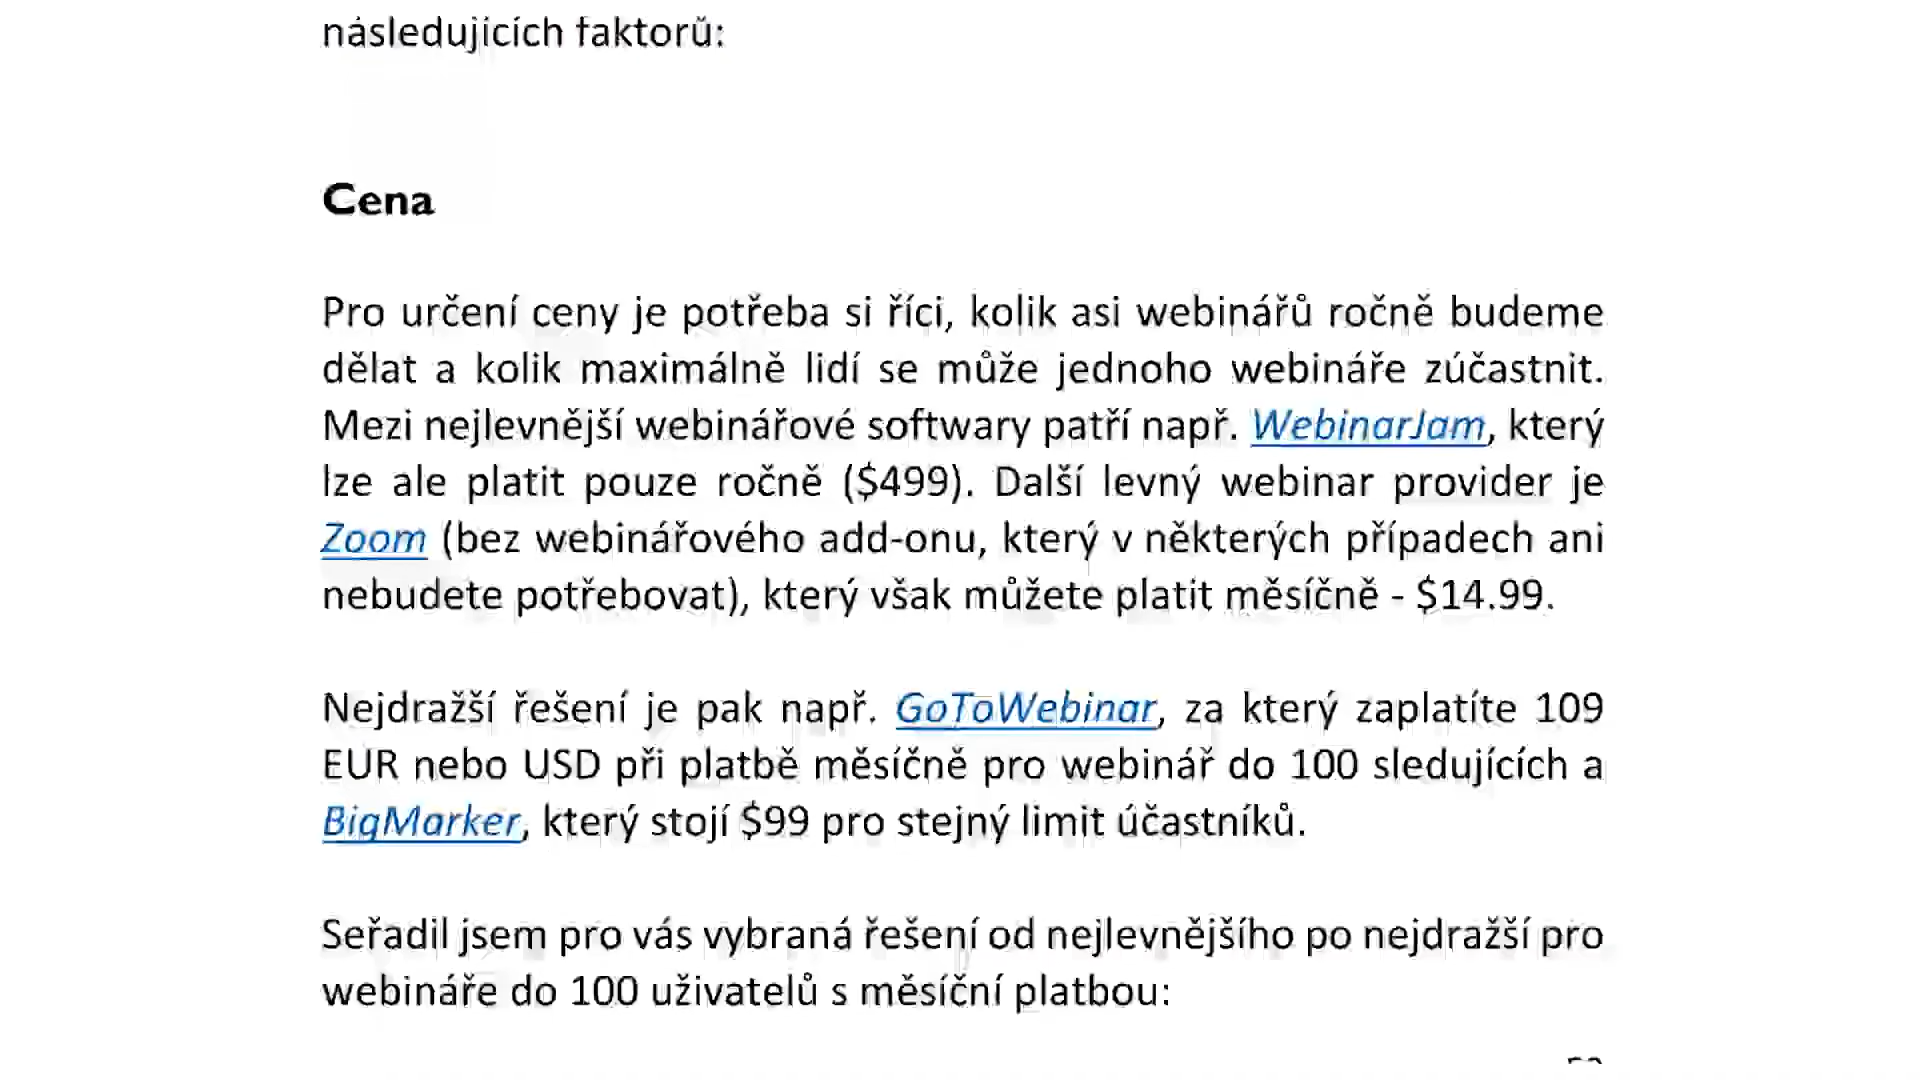 následujících faktorů:
Cena
Pro určení ceny je potřeba si říci, kolik asi webinářů ročně budeme
dělat a kolik maximálně lidí se může jednoho webináře zúčastnit.
Mezi nejlevnější webinářové softwary patří např. WebinarJam, který
lze ale platit pouze ročně ($499). Další levný webinar provider je
Zoom (bez webinářového add-onu, který v některých případech ani
nebudete potřebovat), který však můžete platit měsíčně - $14.99.
Nejdražší řešení je pak např. GoToWebinar, za který zaplatíte 109
EUR nebo USD při platbě měsíčně pro webinář do 100 sledujících a
BigMarker, který stojí $99 pro stejný limit účastníků.
Seřadil jsem pro vás vybraná řešení od nejlevnějšího po nejdražší pro
webináře do 100 uživatelů s měsíční platbou: